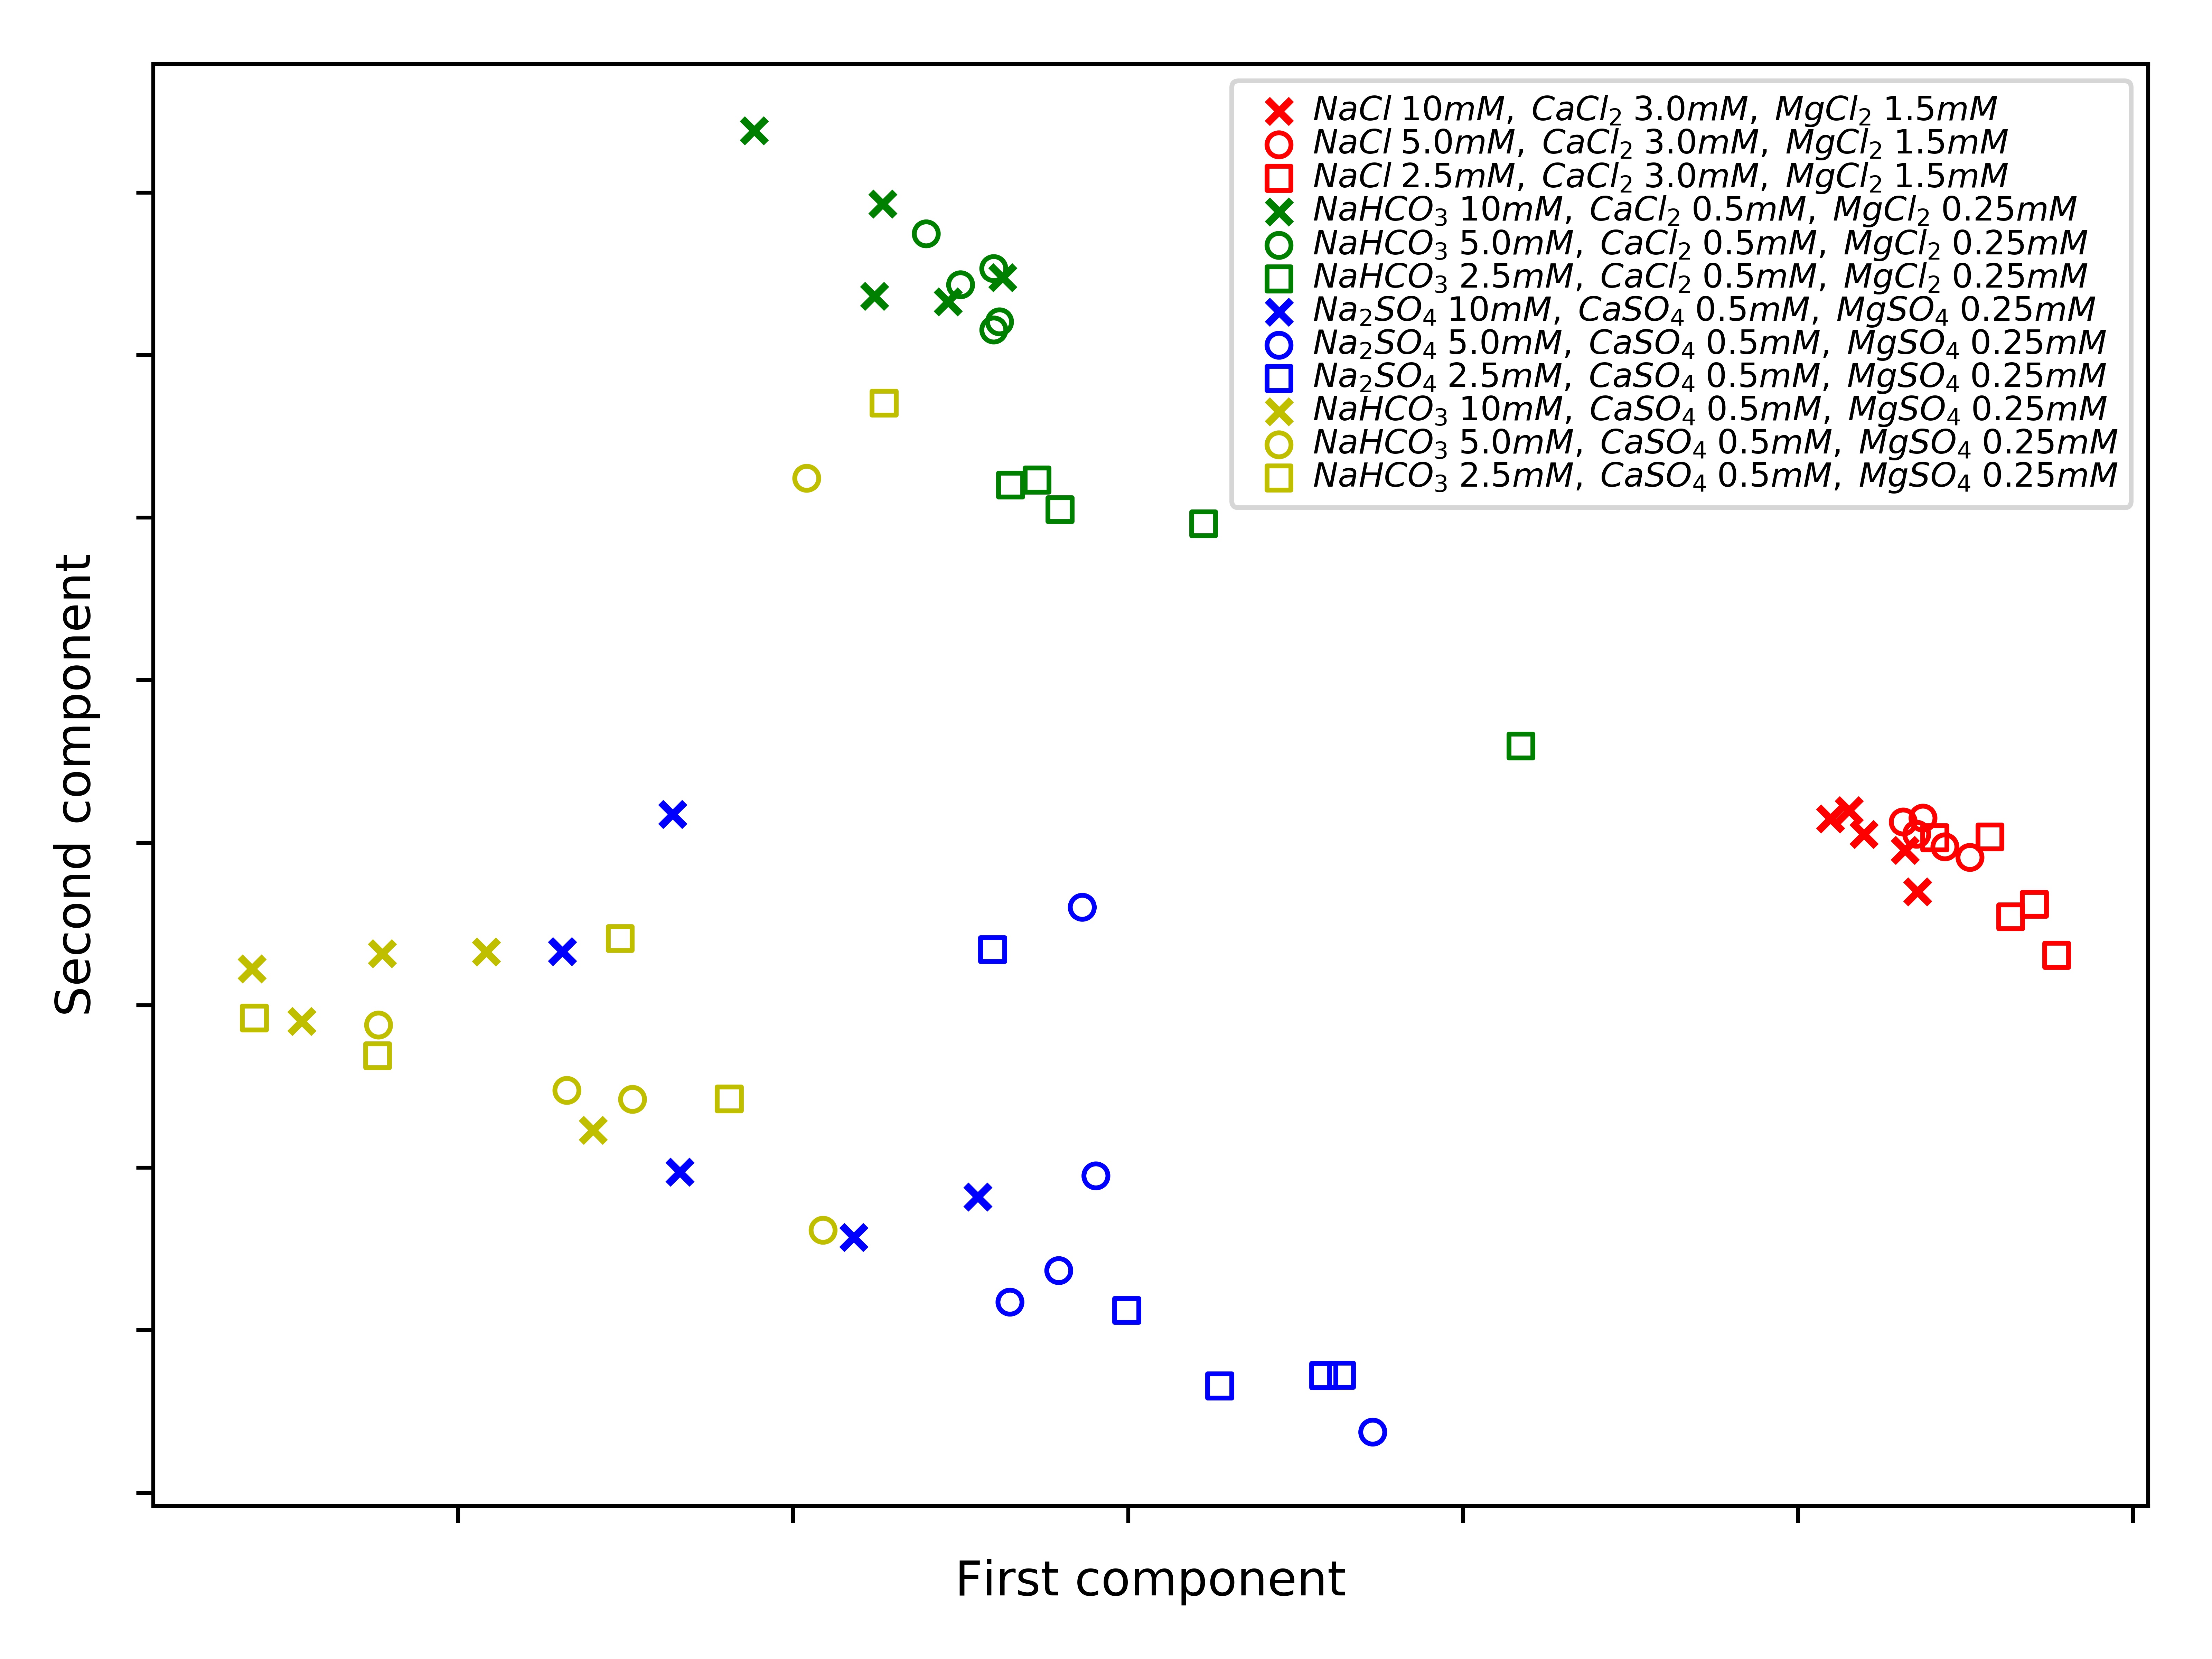 NaCl 10mM, CaCl₂ 3.0mM, MgCl₂ 1.5mM
NaCl 5.0mM, CaCl₂ 3.0mM, MgCl₂ 1.5mM
NaCl 2.5mM, CaCl₂ 3.0mM, MgCl₂ 1.5mM
NaHCO₃ 10mM, CaCl₂ 0.5mM, MgCl₂ 0.25mM
NaHCO₃ 5.0mM, CaCl₂ 0.5mM, MgCl₂ 0.25mM
NaHCO₃ 2.5mM, CaCl₂ 0.5mM, MgCl₂ 0.25mM
Na₂SO₄ 10mM, CaSO₄ 0.5mM, MgSO₄ 0.25mM
Na₂SO₄ 5.0mM, CaSO₄ 0.5mM, MgSO₄ 0.25mM
Na₂SO₄ 2.5mM, CaSO₄ 0.5mM, MgSO₄ 0.25mM
NaHCO₃ 10mM, CaSO₄ 0.5mM, MgSO₄ 0.25mM
NaHCO₃ 5.0mM, CaSO₄ 0.5mM, MgSO₄ 0.25mM
NaHCO₃ 2.5mM, CaSO₄ 0.5mM, MgSO₄ 0.25mM
Second component
First component